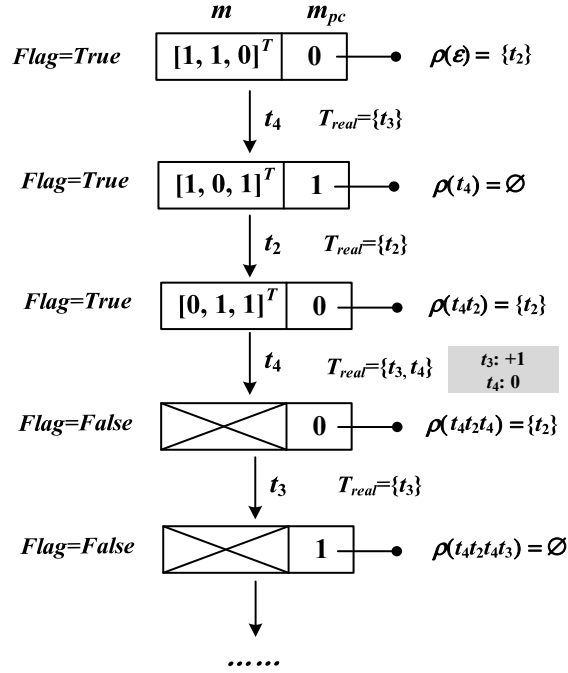 m m_pc
Flag=True [1, 1, 0]^T 0 ρ(ε) = {t₂}
t₄ T_real={t₃}
Flag=True [1, 0, 1]^T 1 ρ(t₄) = ∅
t₂ T_real={t₂}
Flag=True [0, 1, 1]^T 0 ρ(t₄t₂) = {t₂}
t₄ T_real={t₃, t₄} t₃: +1
t₄: 0
Flag=False 0 ρ(t₄t₂t₄) = {t₂}
t₃ T_real={t₃}
Flag=False 1 ρ(t₄t₂t₄t₃) = ∅
......